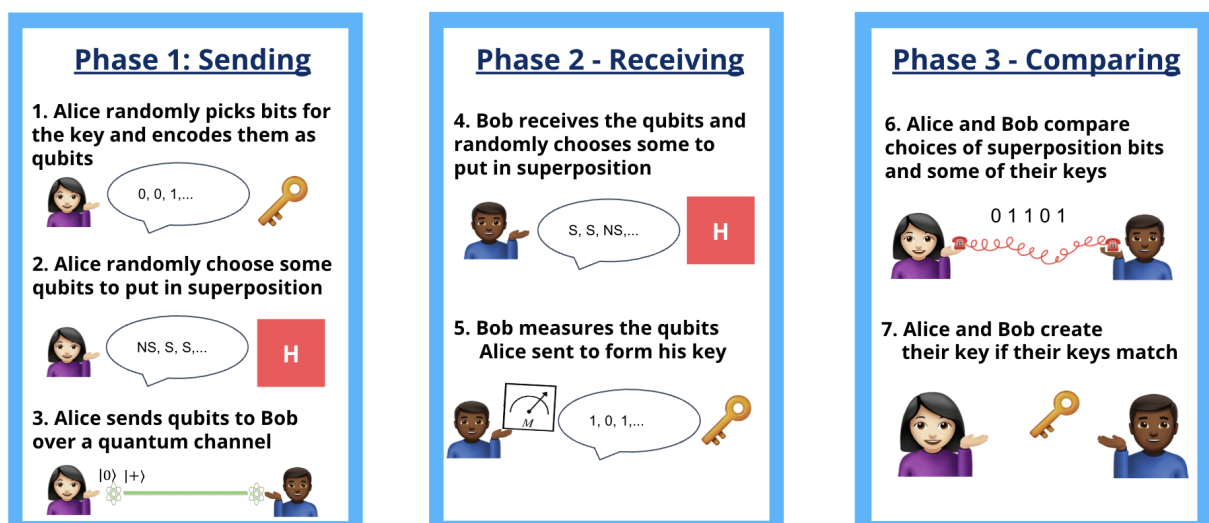 Phase 1: Sending
1. Alice randomly picks bits for
the key and encodes them as
qubits
0, 0, 1,...
2. Alice randomly choose some
qubits to put in superposition
NS, S, S,...
H
3. Alice sends qubits to Bob
over a quantum channel
|0⟩ |+⟩
Phase 2 - Receiving
4. Bob receives the qubits and
randomly chooses some to
put in superposition
S, S, NS,...
H
5. Bob measures the qubits
Alice sent to form his key
M
1, 0, 1,...
Phase 3 - Comparing
6. Alice and Bob compare
choices of superposition bits
and some of their keys
0 1 1 0 1
7. Alice and Bob create
their key if their keys match